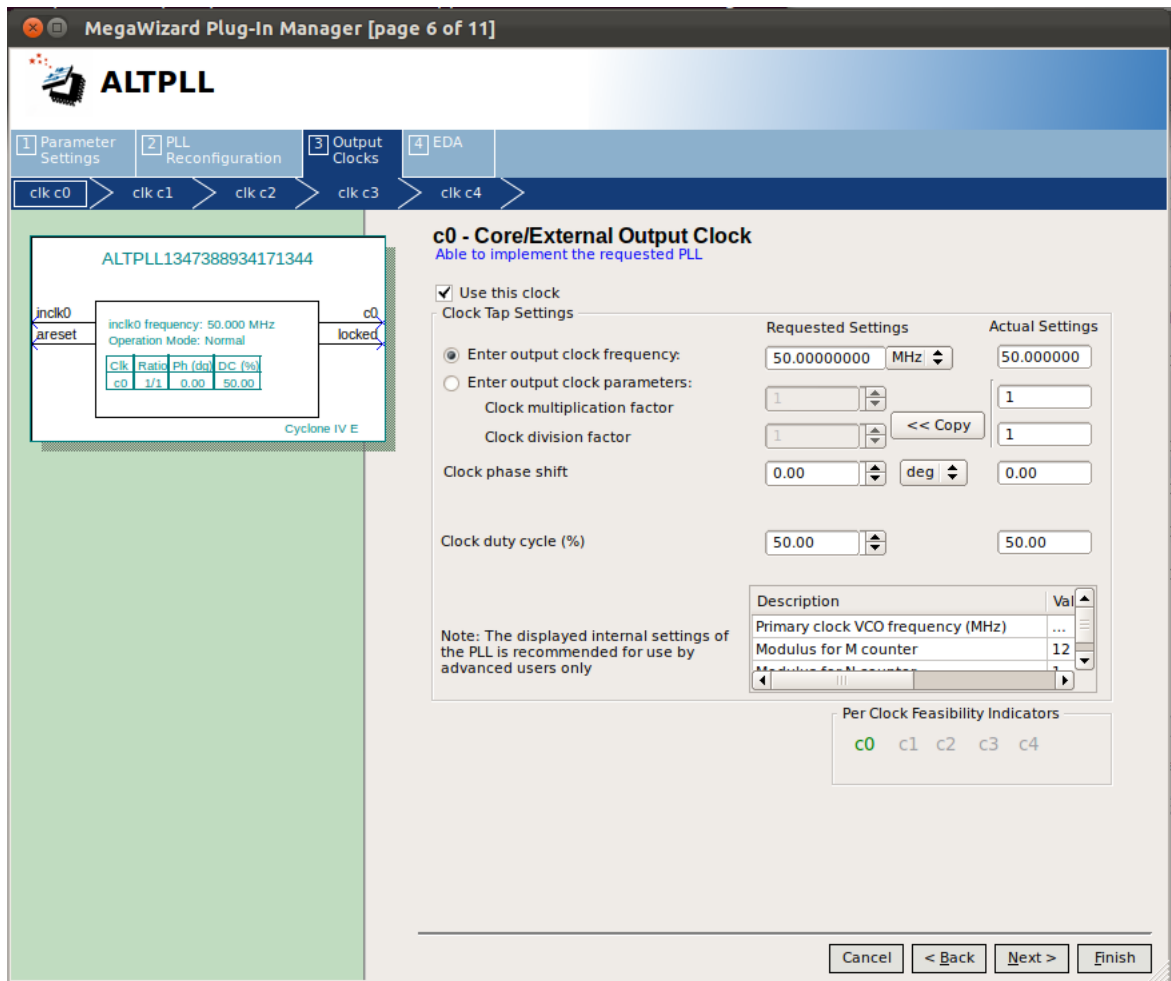 MegaWizard Plug-In Manager [page 6 of 11]
ALTPLL
1 Parameter Settings
2 PLL Reconfiguration
3 Output Clocks
4 EDA
clk c0
clk c1
clk c2
clk c3
clk c4
ALTPLL1347388934171344
inclk0
areset
c0
locked
inclk0 frequency: 50.000 MHz
Operation Mode: Normal
Clk Ratio Ph (dg) DC (%)
c0 1/1 0.00 50.00
Cyclone IV E
c0 - Core/External Output Clock
Able to implement the requested PLL
Use this clock
Clock Tap Settings
Requested Settings Actual Settings
Enter output clock frequency: 50.00000000 MHz 50.000000
Enter output clock parameters:
Clock multiplication factor 1 1
<< Copy
Clock division factor 1 1
Clock phase shift 0.00 deg 0.00
Clock duty cycle (%) 50.00 50.00
Note: The displayed internal settings of
the PLL is recommended for use by
advanced users only
Description Val
Primary clock VCO frequency (MHz) ...
Modulus for M counter 12
Modulus for N counter 1
Per Clock Feasibility Indicators
c0 c1 c2 c3 c4
Cancel < Back Next > Finish